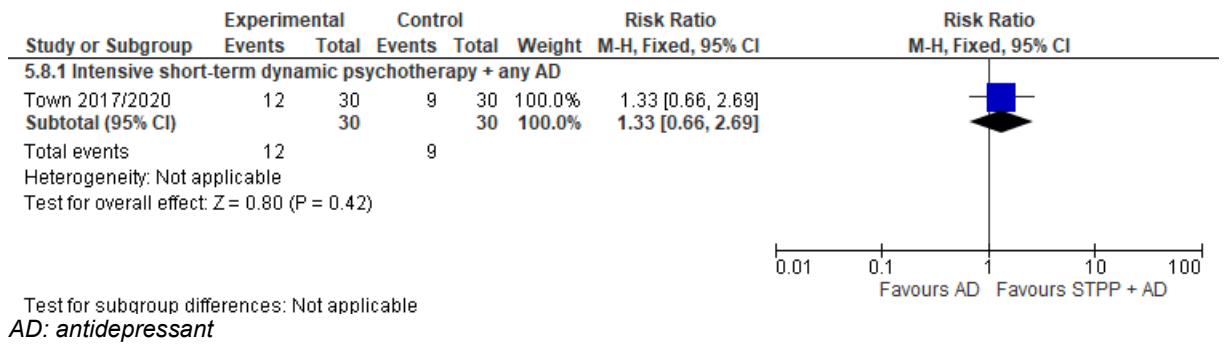 Experimental Control Risk Ratio Risk Ratio
Study or Subgroup Events Total Events Total Weight M-H, Fixed, 95% CI M-H, Fixed, 95% CI
5.8.1 Intensive short-term dynamic psychotherapy + any AD
Town 2017/2020 12 30 9 30 100.0% 1.33 [0.66, 2.69]
Subtotal (95% CI) 30 30 100.0% 1.33 [0.66, 2.69]
Total events 12 9
Heterogeneity: Not applicable
Test for overall effect: Z = 0.80 (P = 0.42)
0.01 0.1 1 10 100
Favours AD Favours STPP + AD
Test for subgroup differences: Not applicable
AD: antidepressant